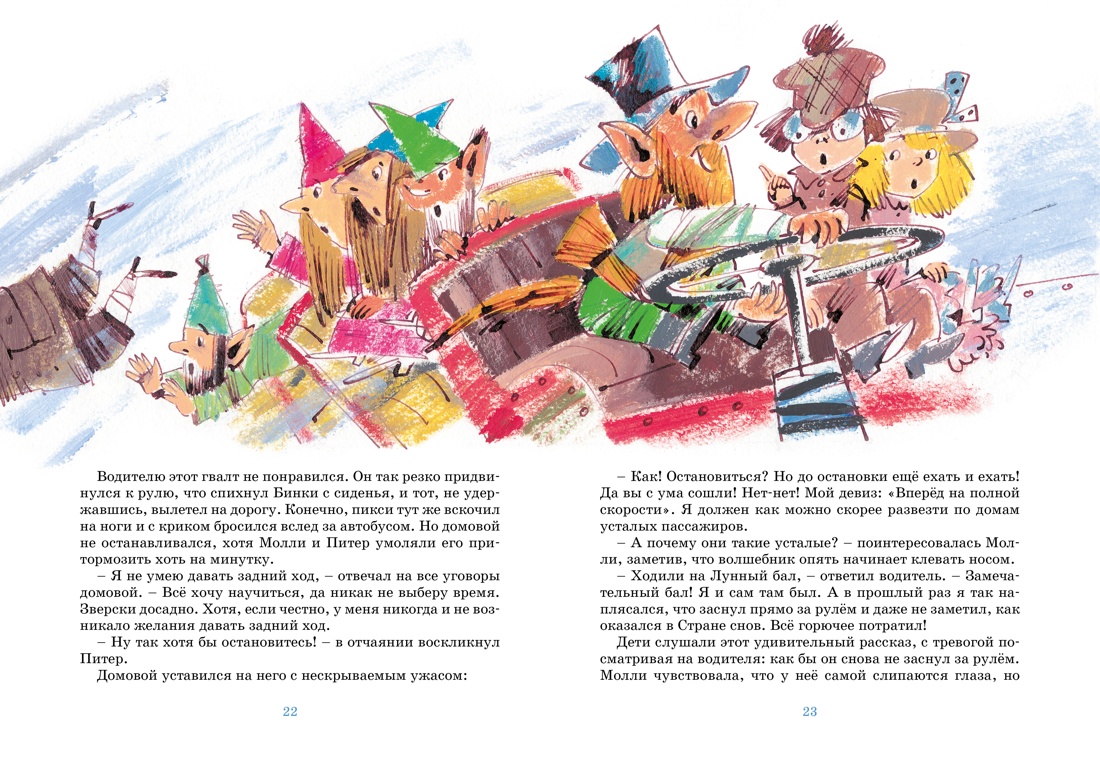 Водителю этот гвалт не понравился. Он так резко придви-
нулся к рулю, что спихнул Бинки с сиденья, и тот, не удер-
жавшись, вылетел на дорогу. Конечно, пикси тут же вскочил
на ноги и с криком бросился вслед за автобусом. Но домовой
не останавливался, хотя Молли и Питер умоляли его при-
тормозить хоть на минутку.
– Я не умею давать задний ход, – отвечал на все уговоры
домовой. – Всё хочу научиться, да никак не выберу время.
Зверски досадно. Хотя, если честно, у меня никогда и не воз-
никало желания давать задний ход.
– Ну так хотя бы остановитесь! – в отчаянии воскликнул
Питер.
Домовой уставился на него с нескрываемым ужасом:
22
– Как! Остановиться? Но до остановки ещё ехать и ехать!
Да вы с ума сошли! Нет-нет! Мой девиз: «Вперёд на полной
скорости». Я должен как можно скорее развезти по домам
усталых пассажиров.
– А почему они такие усталые? – поинтересовалась Мол-
ли, заметив, что волшебник опять начинает клевать носом.
– Ходили на Лунный бал, – ответил водитель. – Замеча-
тельный бал! Я и сам там был. А в прошлый раз я так на-
плясался, что заснул прямо за рулём и даже не заметил, как
оказался в Стране снов. Всё горючее потратил!
Дети слушали этот удивительный рассказ, с тревогой по-
сматривая на водителя: как бы он снова не заснул за рулём.
Молли чувствовала, что у неё самой слипаются глаза, но
23